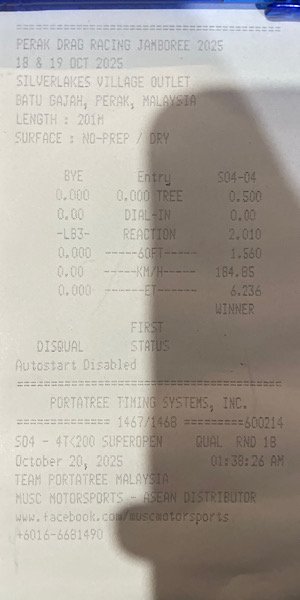 PERAK DRAG RACING JAMBOREE 2025
18 & 19 OCT 2025
SILVERLAKES VILLAGE OUTLET
BATU GAJAH, PERAK, MALAYSIA
LENGTH : 201M
SURFACE : NO-PREP / DRY
BYE Entry S04-04
0.000 0.000 TREE 0.500
0.00 DIAL-IN 0.00
-LB3- REACTION 2.010
0.000 -----60FT----- 1.560
0.00 -----KM/H----- 184.85
0.000 ------ET------ 6.236
WINNER
FIRST
DISQUAL STATUS
Autostart Disabled
=====================================
PORTATREE TIMING SYSTEMS, INC.
============= 1467/1468 =========600214
S04 - 4TK200 SUPEROPEN QUAL RND 1B
October 20, 2025 01:38:26 AM
TEAM PORTATREE MALAYSIA
MUSC MOTORSPORTS - ASEAN DISTRIBUTOR
www.facebook.com/muscmotorsports
+6016-6681490